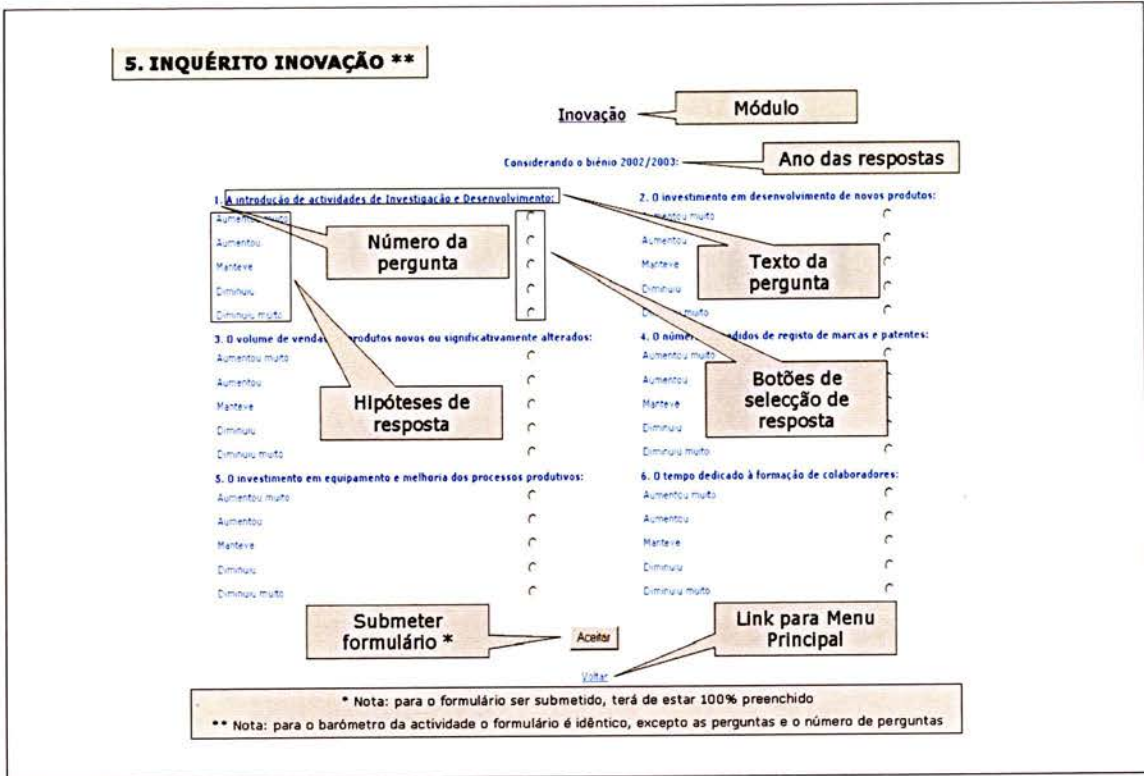 5. INQUÉRITO INOVAÇÃO **
Inovação
Módulo
Considerando o biénio 2002/2003:
Ano das respostas
1. A introdução de actividades de Investigação e Desenvolvimento:
Aumentou muito
Aumentou
Manteve
Diminuiu
Diminuiu muito
Número da
pergunta
2. O investimento em desenvolvimento de novos produtos:
Aumentou muito
Aumentou
Manteve
Diminuiu
Diminuiu muito
Texto da
pergunta
3. O volume de vendas produtos novos ou significativamente alterados:
Aumentou muito
Aumentou
Manteve
Diminuiu
Diminuiu muito
Hipóteses de
resposta
4. O número didos de registo de marcas e patentes:
Aumentou muito
Aumentou
Manteve
Diminuiu
Diminuiu muito
Botões de
selecção de
resposta
5. O investimento em equipamento e melhoria dos processos produtivos:
Aumentou muito
Aumentou
Manteve
Diminuiu
Diminuiu muito
6. O tempo dedicado à formação de colaboradores:
Aumentou muito
Aumentou
Manteve
Diminuiu
Diminuiu muito
Submeter
formulário *
Aceitar
Link para Menu
Principal
Voltar
* Nota: para o formulário ser submetido, terá de estar 100% preenchido
** Nota: para o barómetro da actividade o formulário é idêntico, excepto as perguntas e o número de perguntas